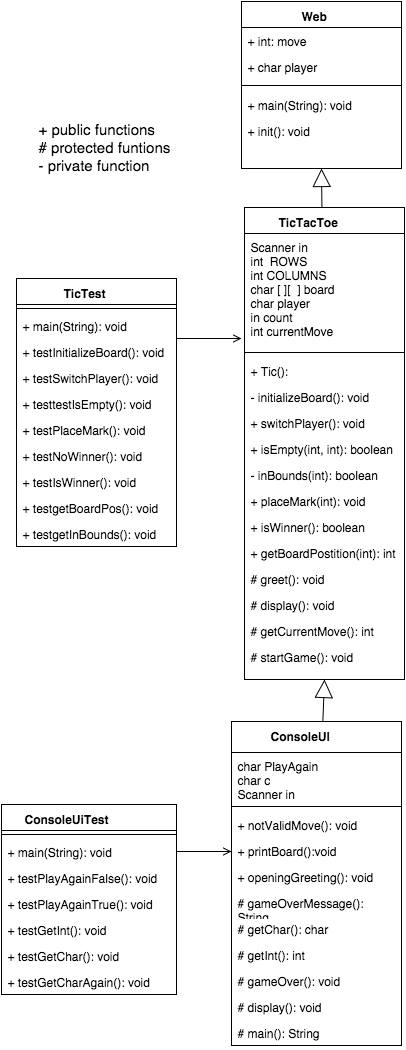 Web
+ int: move
+ char player
+ main(String): void
+ init(): void
+ public functions
# protected funtions
- private function
TicTacToe
Scanner in
int  ROWS
int COLUMNS
char [ ][  ] board
char player
in count
int currentMove
+ Tic():
- initializeBoard(): void
+ switchPlayer(): void
+ isEmpty(int, int): boolean
- inBounds(int): boolean
+ placeMark(int): void
+ isWinner(): boolean
+ getBoardPostition(int): int
# greet(): void
# display(): void
# getCurrentMove(): int
# startGame(): void
TicTest
+ main(String): void
+ testInitializeBoard(): void
+ testSwitchPlayer(): void
+ testtestIsEmpty(): void
+ testPlaceMark(): void
+ testNoWinner(): void
+ testIsWinner(): void
+ testgetBoardPos(): void
+ testgetInBounds(): void
ConsoleUI
char PlayAgain
char c
Scanner in
+ notValidMove(): void
+ printBoard():void
+ openingGreeting(): void
# gameOverMessage():
String
# getChar(): char
# getInt(): int
# gameOver(): void
# display(): void
# main(): String
ConsoleUiTest
+ main(String): void
+ testPlayAgainFalse(): void
+ testPlayAgainTrue(): void
+ testGetInt(): void
+ testGetChar(): void
+ testGetCharAgain(): void